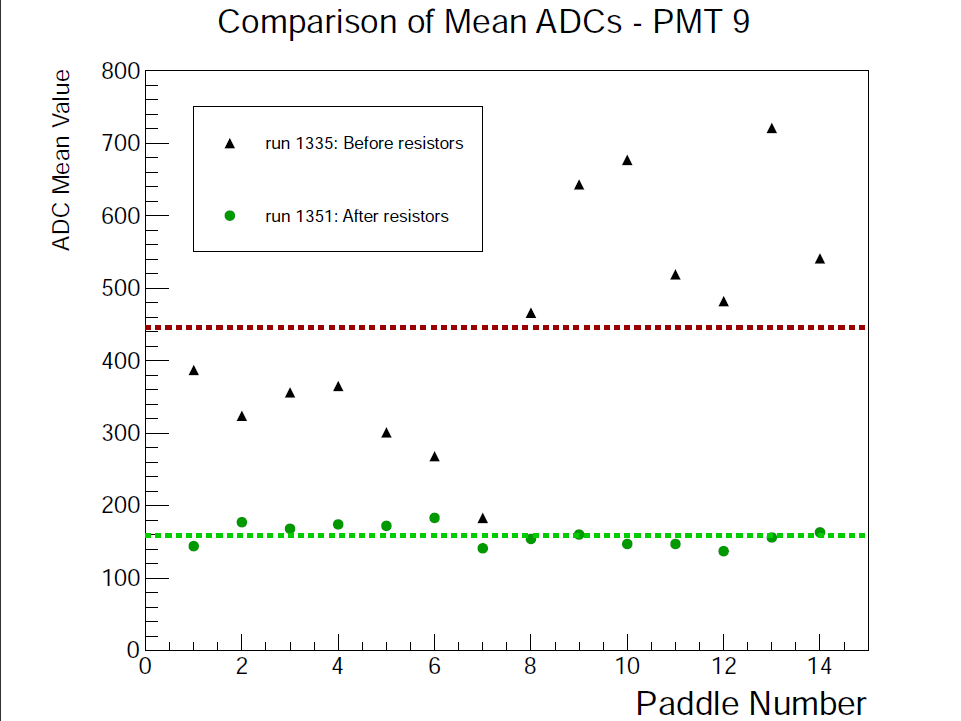 Comparison of Mean ADCs - PMT 9
ADC Mean Value
800
700
600
500
400
300
200
100
0
run 1335: Before resistors
run 1351: After resistors
0 2 4 6 8 10 12 14
Paddle Number